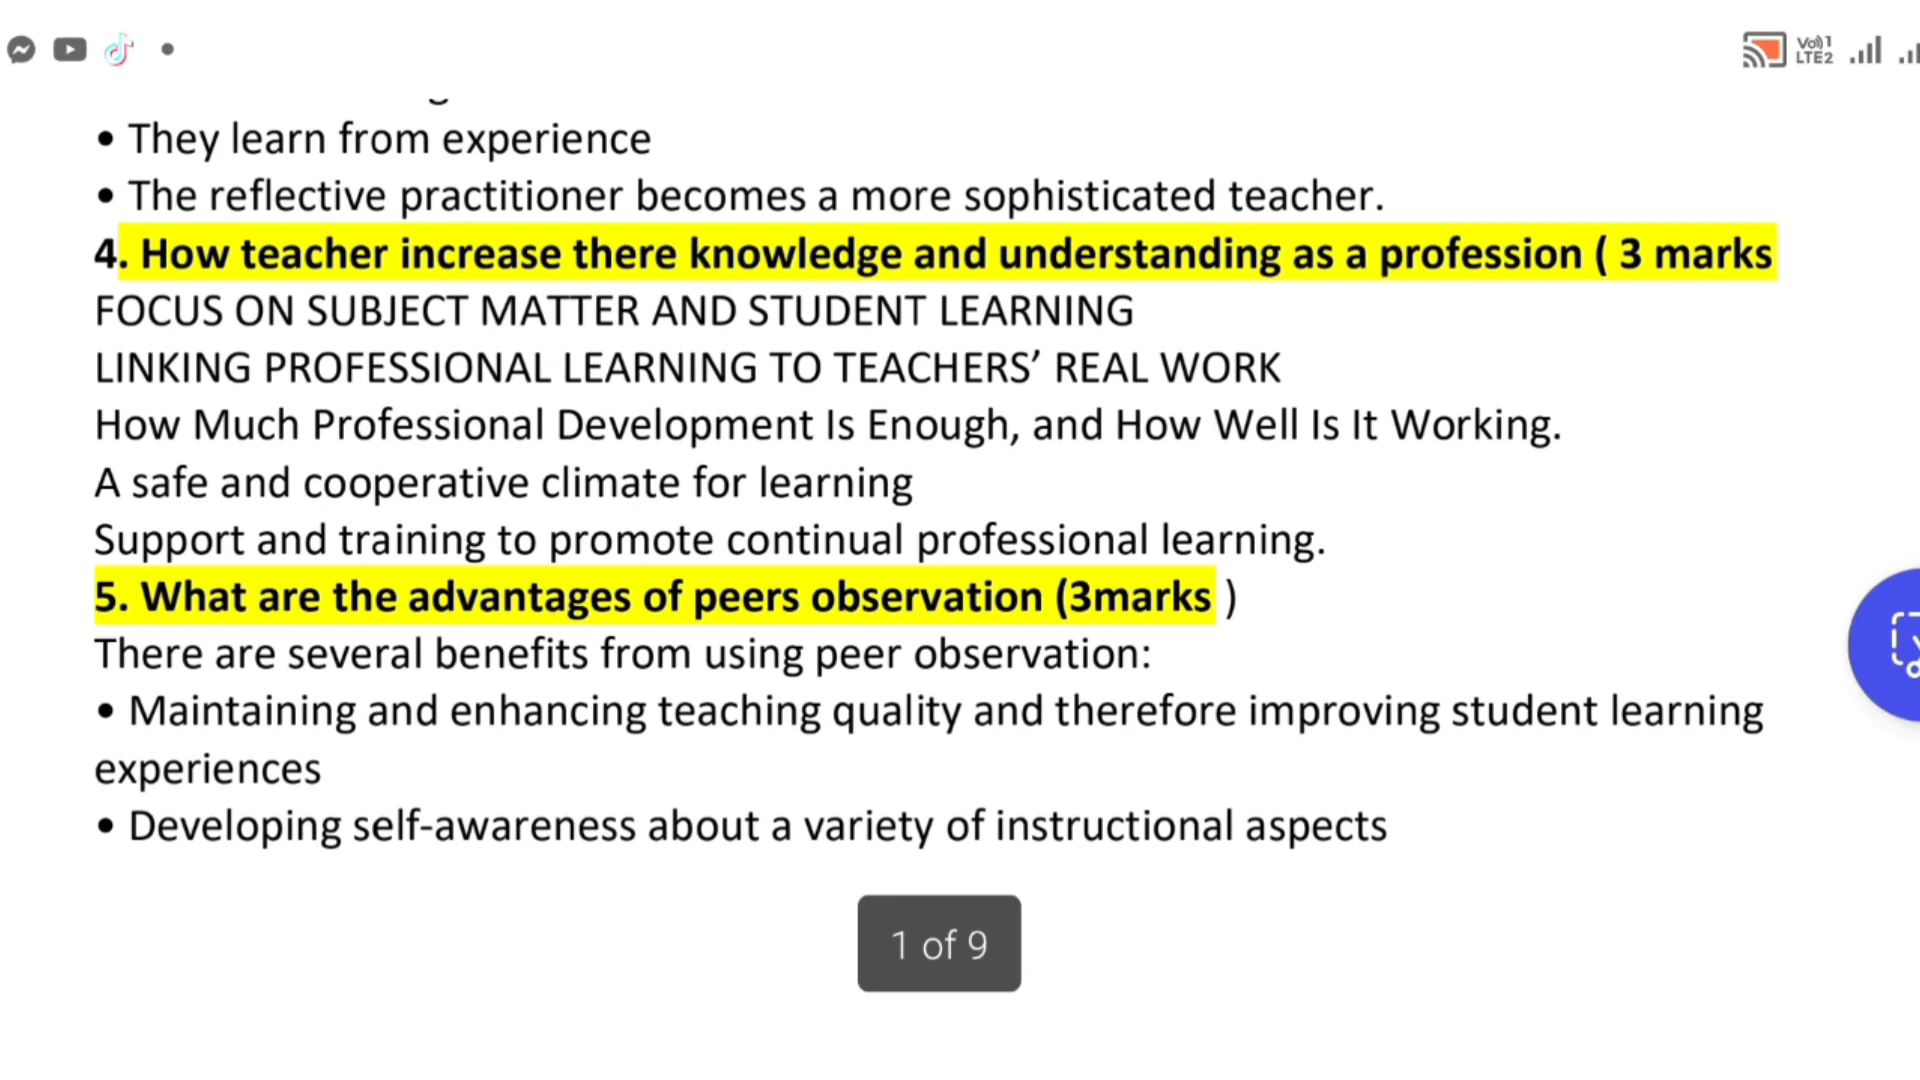 Vo))1
LTE2
• They learn from experience
• The reflective practitioner becomes a more sophisticated teacher.
4. How teacher increase there knowledge and understanding as a profession ( 3 marks
FOCUS ON SUBJECT MATTER AND STUDENT LEARNING
LINKING PROFESSIONAL LEARNING TO TEACHERS’ REAL WORK
How Much Professional Development Is Enough, and How Well Is It Working.
A safe and cooperative climate for learning
Support and training to promote continual professional learning.
5. What are the advantages of peers observation (3marks )
There are several benefits from using peer observation:
• Maintaining and enhancing teaching quality and therefore improving student learning
experiences
• Developing self-awareness about a variety of instructional aspects
1 of 9